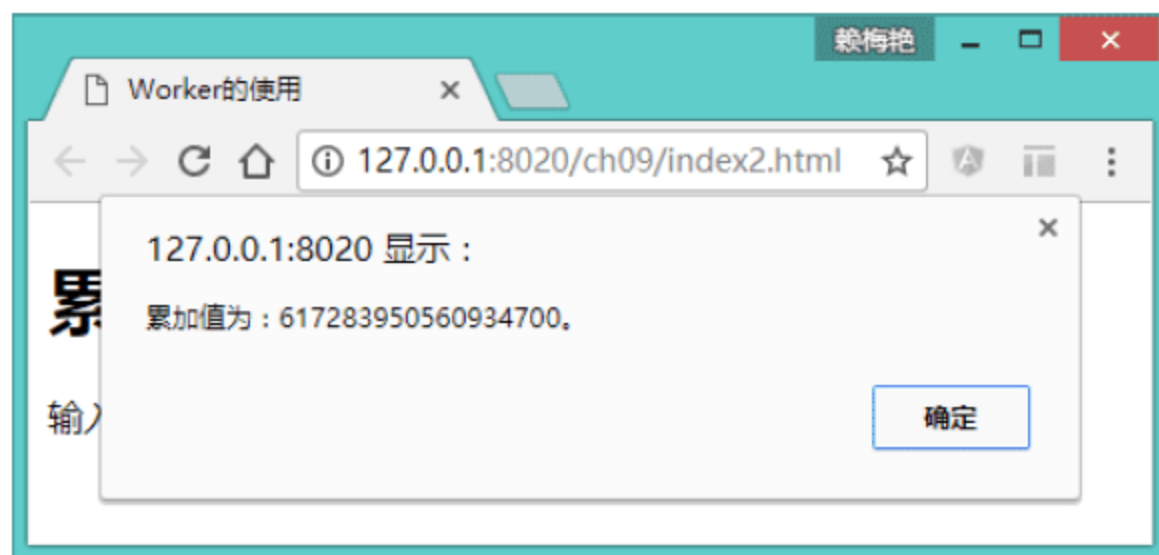 赖梅艳
Worker的使用
127.0.0.1:8020/ch09/index2.html
127.0.0.1:8020 显示：
累
累加值为：617283950560934700。
输入
确定